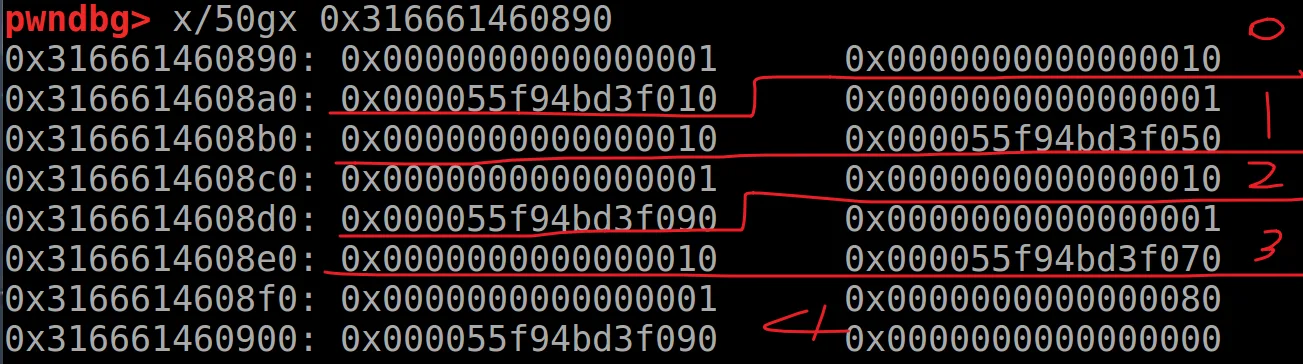 pwndbg> x/50gx 0x316661460890
0x316661460890: 0x0000000000000001 0x0000000000000010 0
0x3166614608a0: 0x000055f94bd3f010 0x0000000000000001 1
0x3166614608b0: 0x0000000000000010 0x000055f94bd3f050
0x3166614608c0: 0x0000000000000001 0x0000000000000010 2
0x3166614608d0: 0x000055f94bd3f090 0x0000000000000001
0x3166614608e0: 0x0000000000000010 0x000055f94bd3f070 3
0x3166614608f0: 0x0000000000000001 0x0000000000000080
0x316661460900: 0x000055f94bd3f090 4 0x0000000000000000